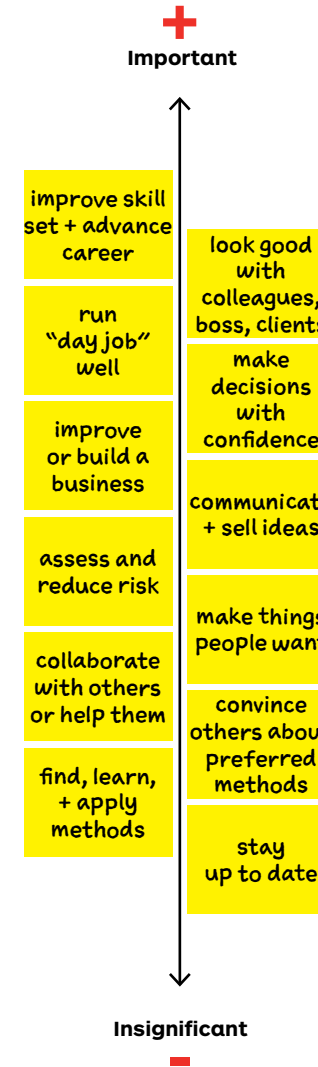 Important
improve skill
set + advance
career
look good
with
colleagues,
boss, clients
run
“day job”
well
make
decisions
with
confidence
improve
or build a
business
communicat
+ sell ideas
assess and
reduce risk
make things
people want
collaborate
with others
or help them
convince
others abou
preferred
methods
find, learn,
+ apply
methods
stay
up to date
Insignificant